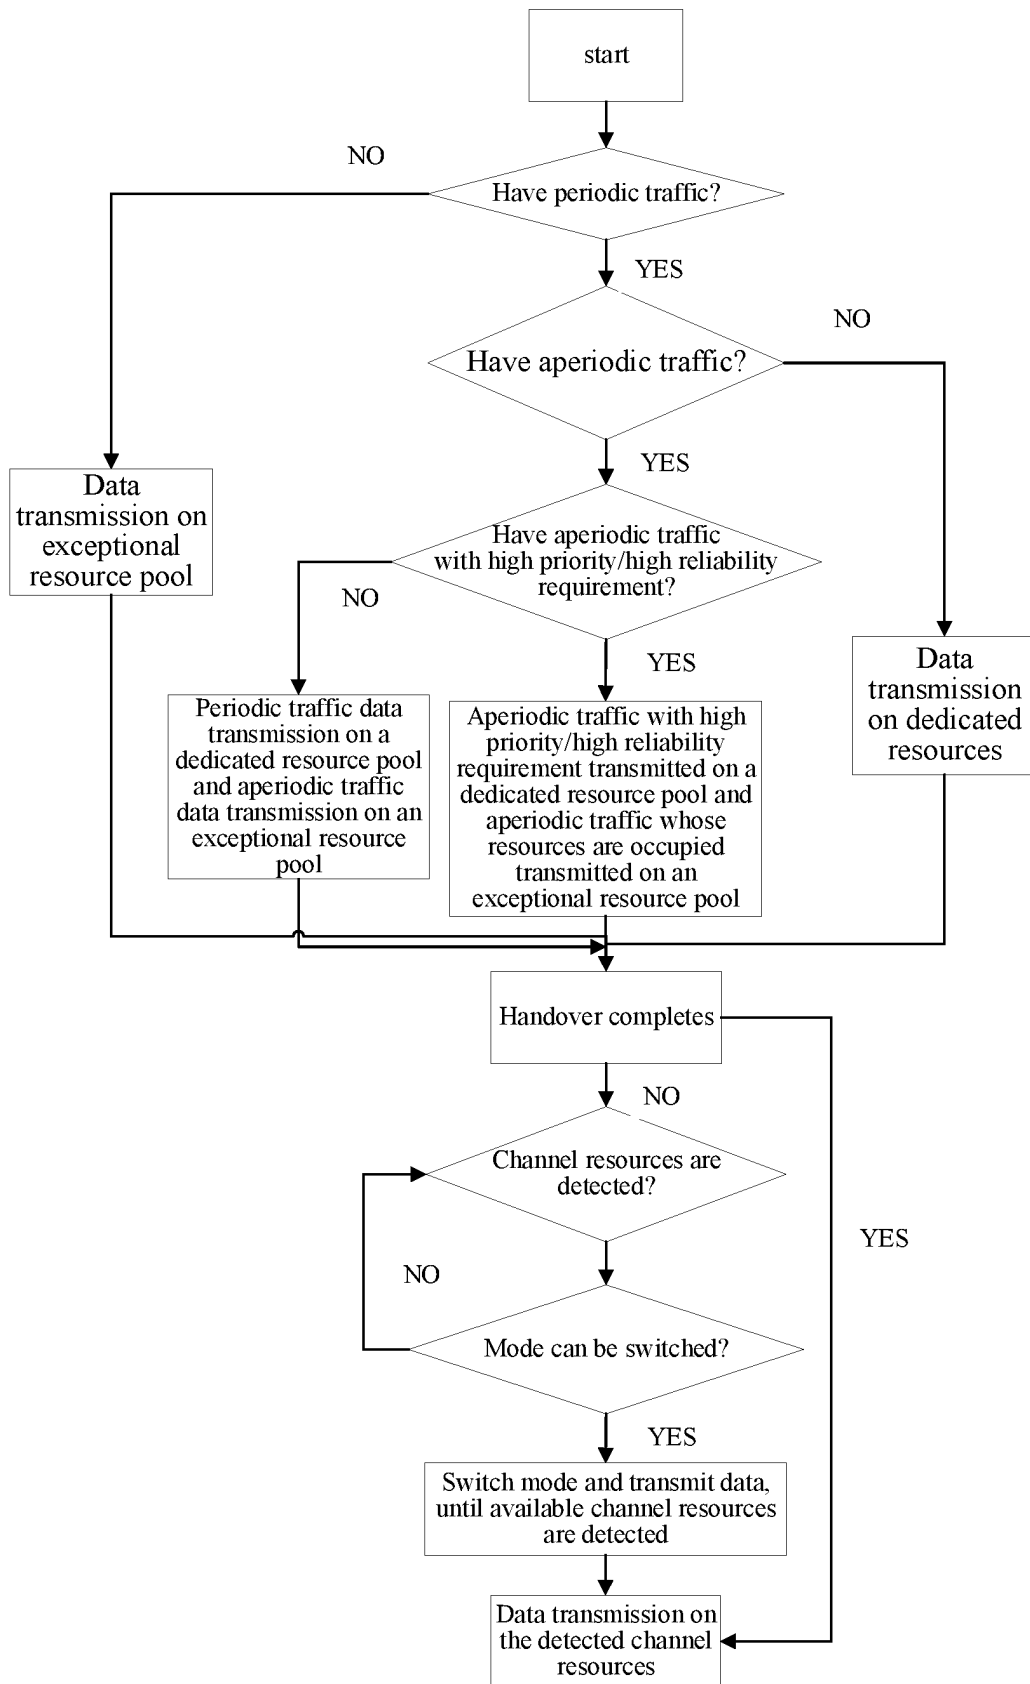 start
NO
Have periodic traffic?
YES
NO
Have aperiodic traffic?
YES
Data
transmission on
exceptional
resource pool
Have aperiodic traffic
with high priority/high reliability
requirement?
NO
YES
Data
transmission
on dedicated
resources
Periodic traffic data
transmission on a
dedicated resource pool
and aperiodic traffic
data transmission on an
exceptional resource
pool
Aperiodic traffic with high
priority/high reliability
requirement transmitted on a
dedicated resource pool and
aperiodic traffic whose
resources are occupied
transmitted on an
exceptional resource pool
Handover completes
NO
Channel resources are
detected?
YES
NO
Mode can be switched?
YES
Switch mode and transmit data,
until available channel resources
are detected
Data transmission on
the detected channel
resources